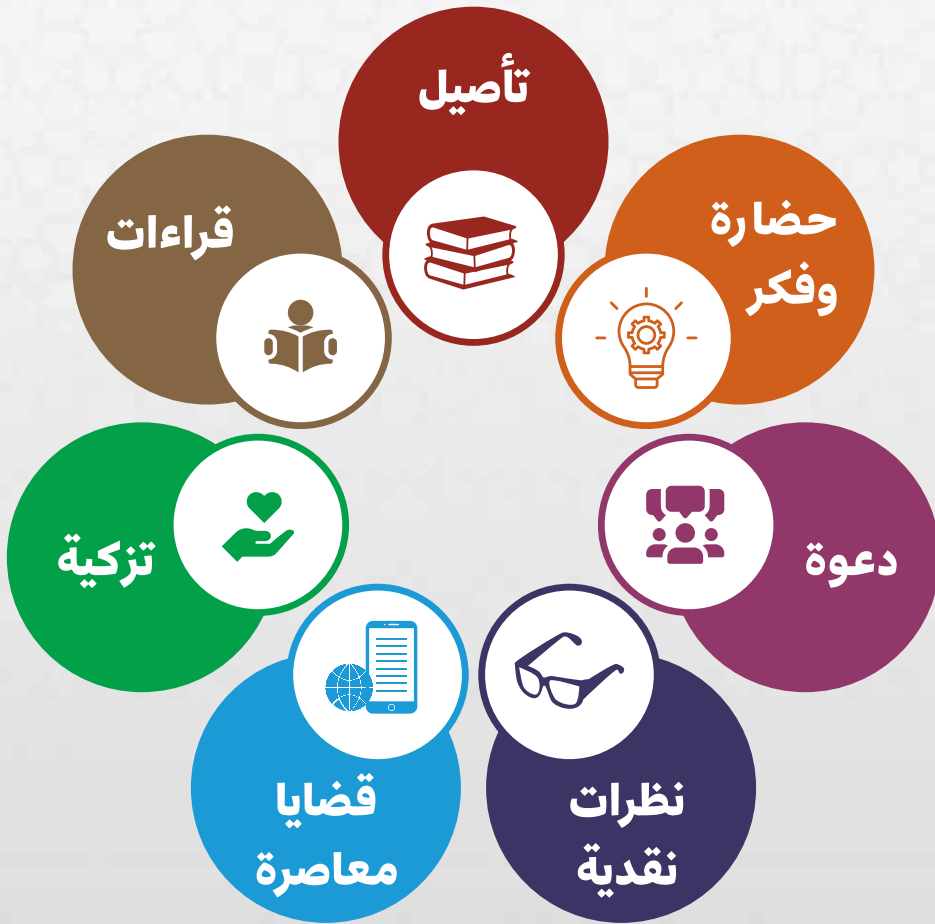 تأصيل
حضارة
وفكر
دعوة
نظرات
نقدية
قضايا
معاصرة
تزكية
قراءات